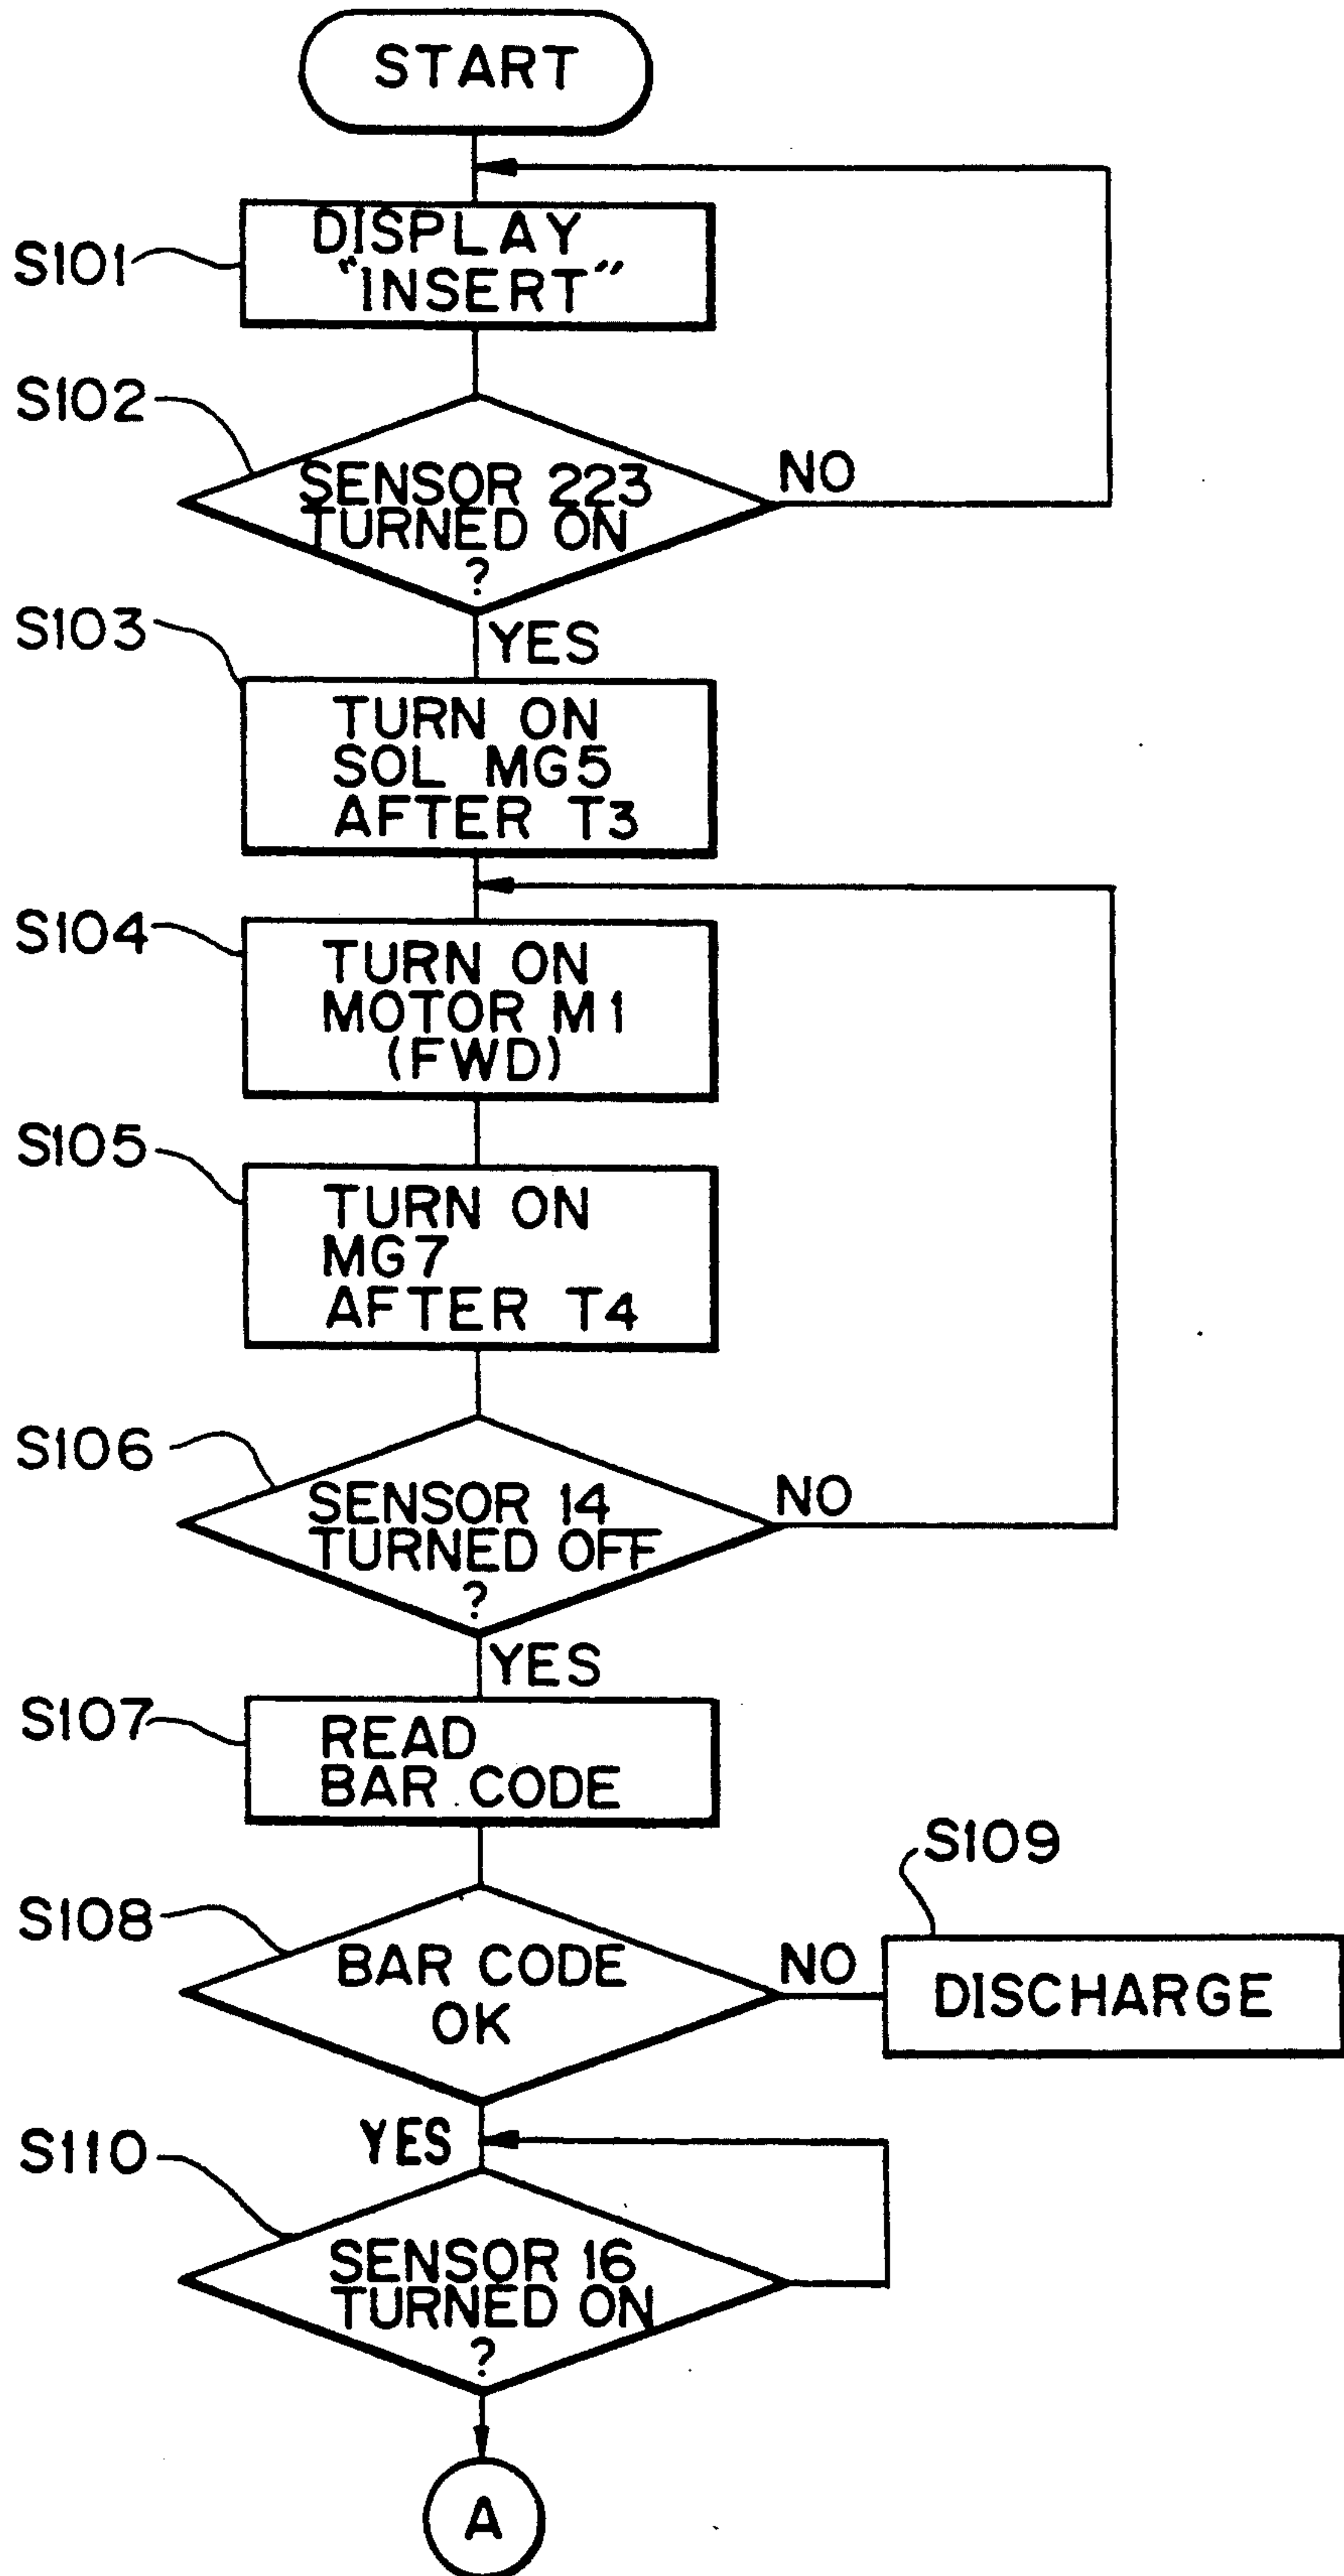 START
S101
DISPLAY
"INSERT"
S102
SENSOR 223
TURNED ON
?
NO
YES
S103
TURN ON
SOL MG5
AFTER T3
S104
TURN ON
MOTOR M1
(FWD)
S105
TURN ON
MG7
AFTER T4
S106
SENSOR 14
TURNED OFF
?
NO
YES
S107
READ
BAR CODE
S108
BAR CODE
OK
NO
S109
DISCHARGE
YES
S110
SENSOR 16
TURNED ON
?
A